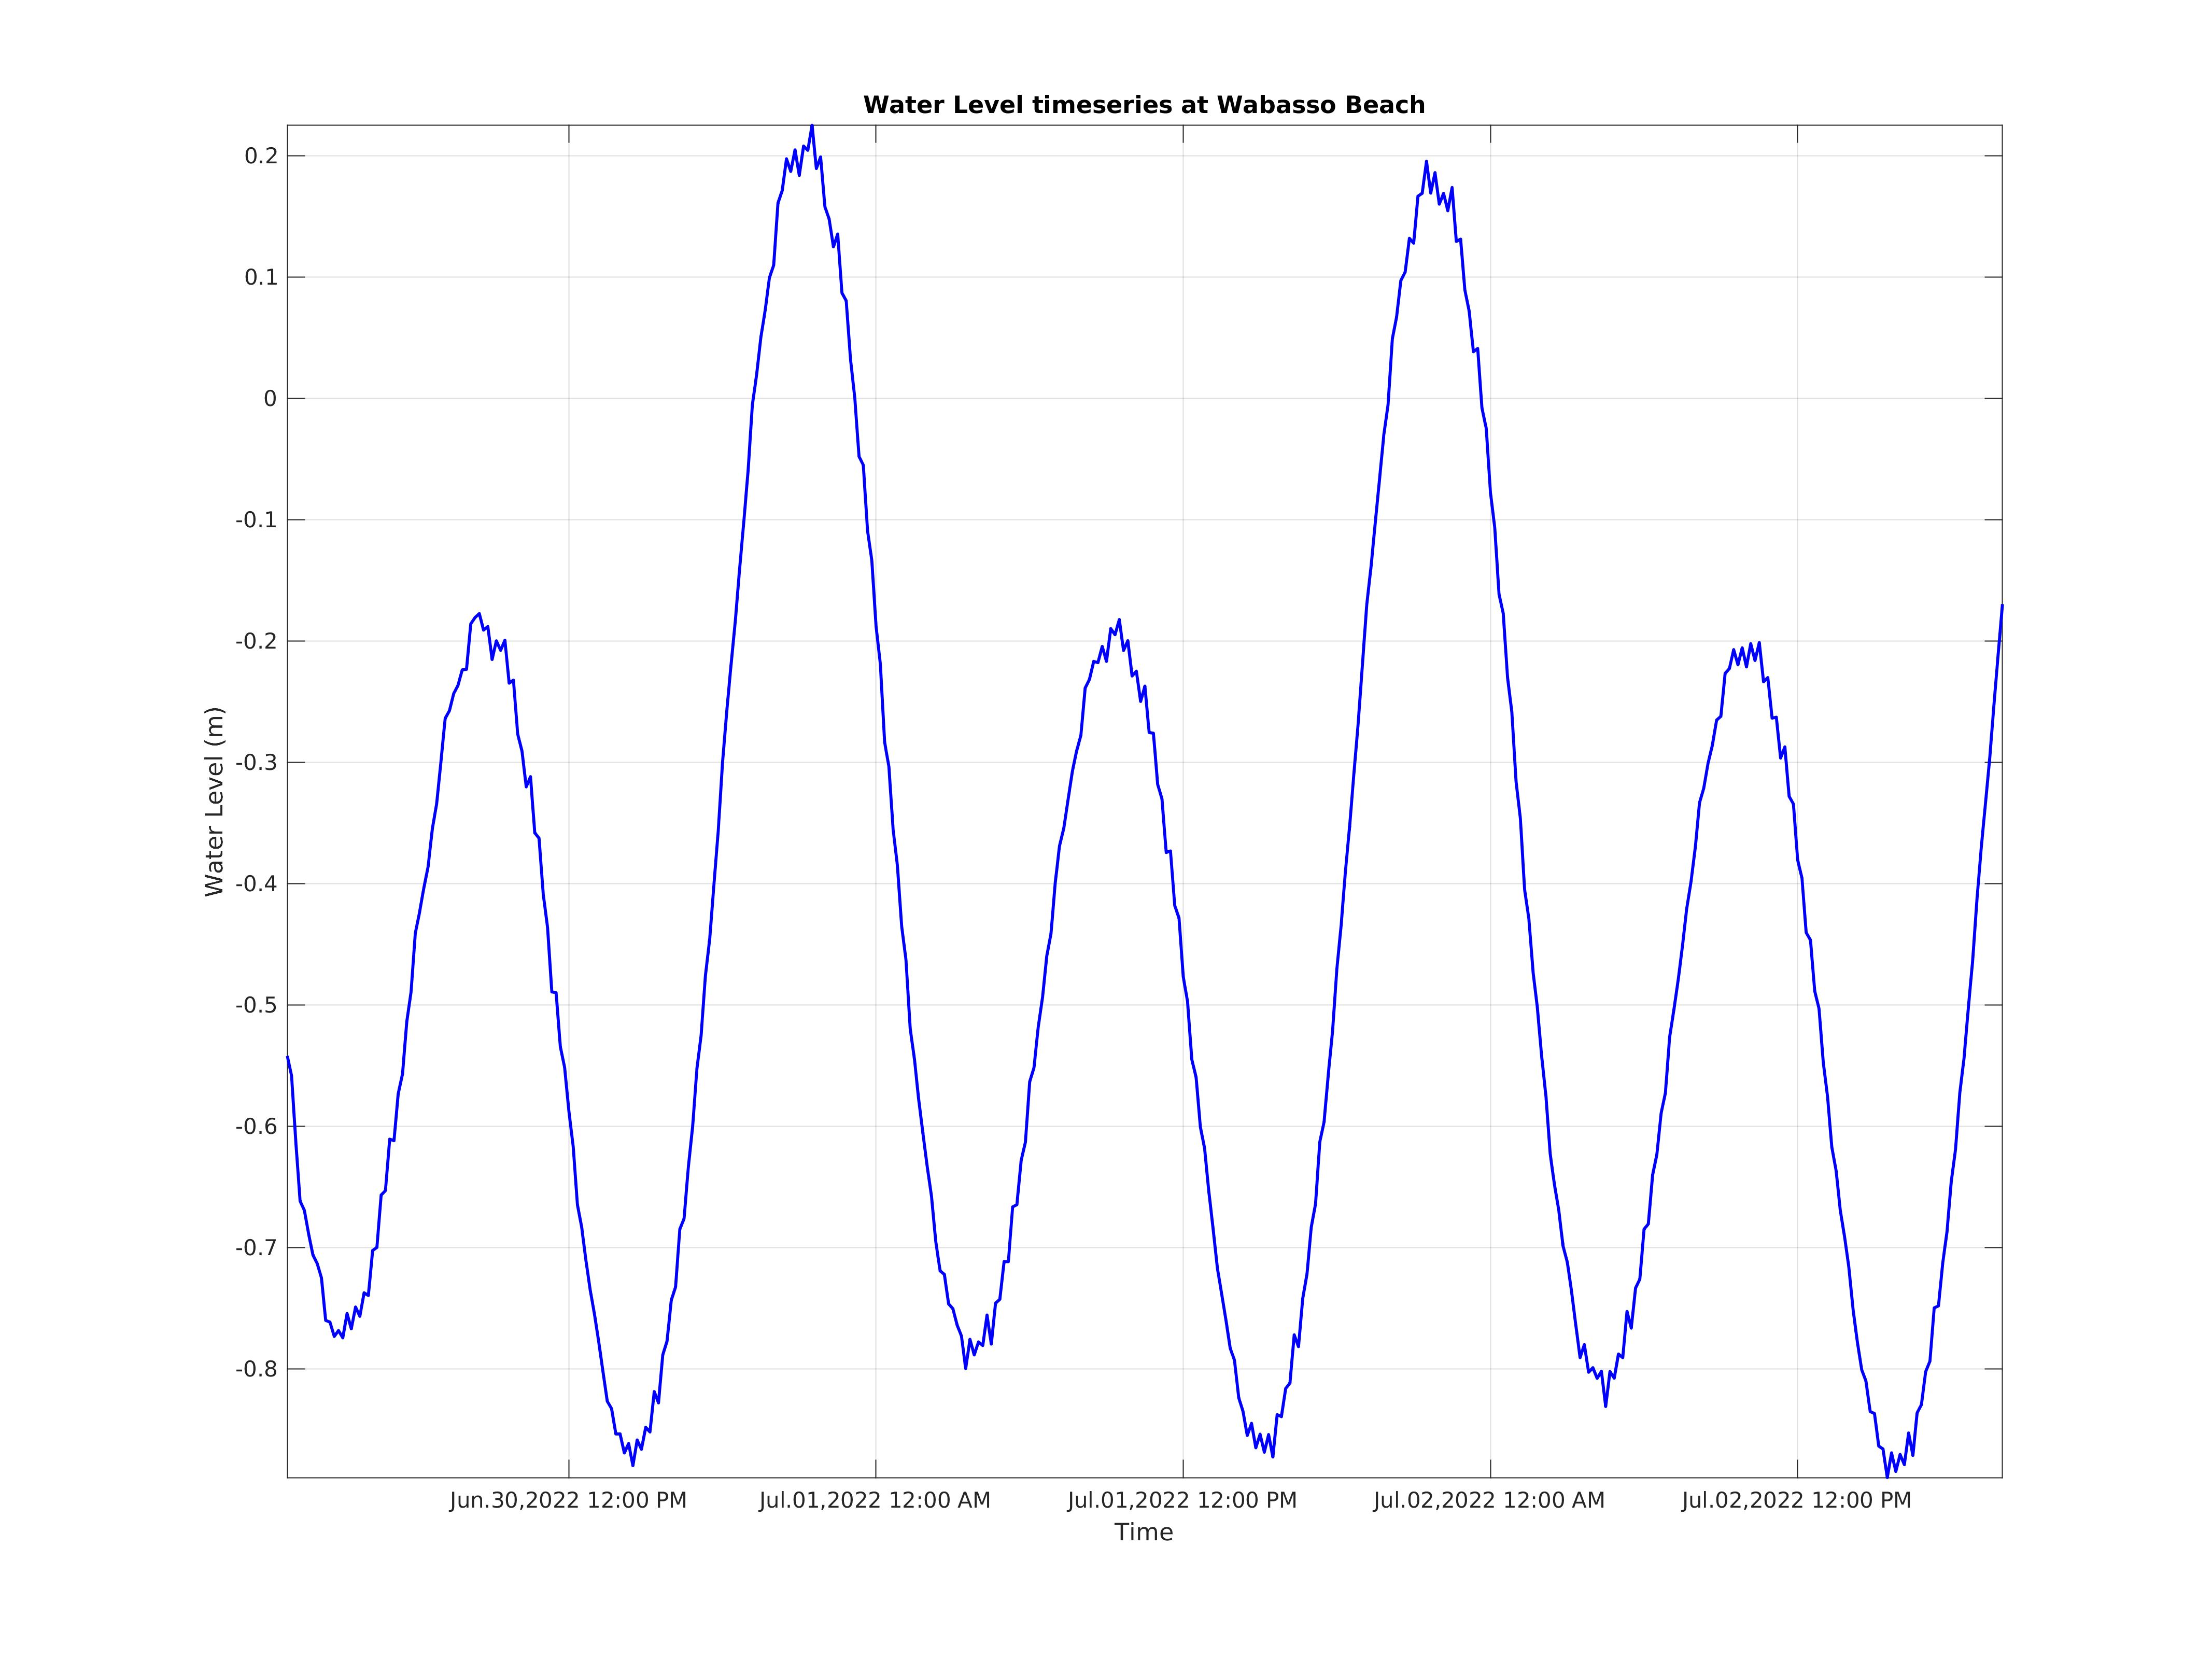 Water Level timeseries at Wabasso Beach
0.2
0.1
0
-0.1
-0.2
-0.3
-0.4
-0.5
-0.6
-0.7
-0.8
Water Level (m)
Jun.30,2022 12:00 PM
Jul.01,2022 12:00 AM
Jul.01,2022 12:00 PM
Jul.02,2022 12:00 AM
Jul.02,2022 12:00 PM
Time